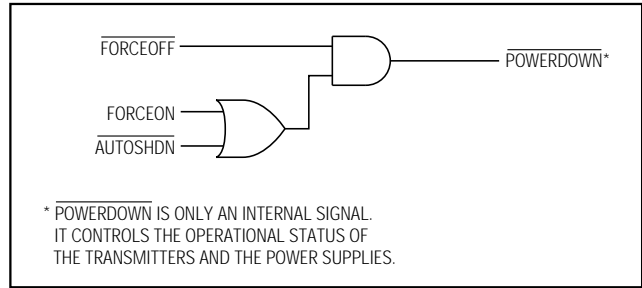 FORCEOFF
POWERDOWN*
FORCEON
AUTOSHDN
* POWERDOWN IS ONLY AN INTERNAL SIGNAL.
IT CONTROLS THE OPERATIONAL STATUS OF
THE TRANSMITTERS AND THE POWER SUPPLIES.